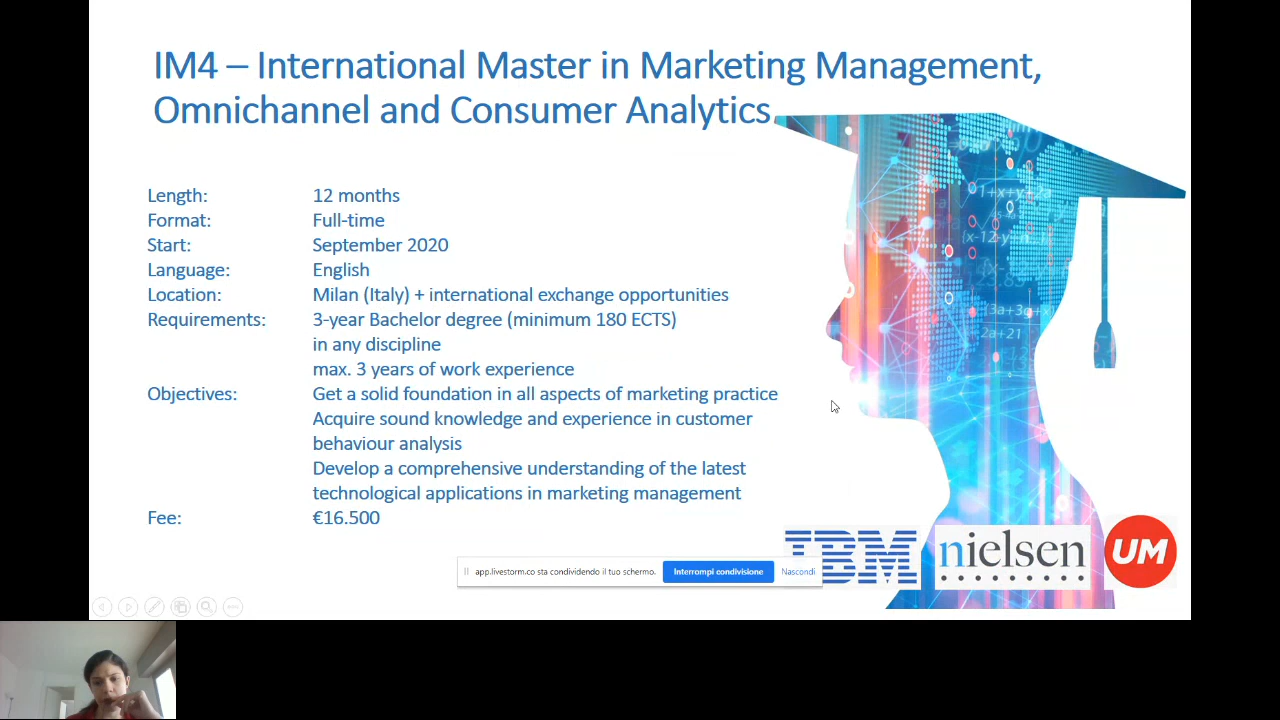 IM4 – International Master in Marketing Management,
Omnichannel and Consumer Analytics
Length: 12 months
Format: Full-time
Start: September 2020
Language: English
Location: Milan (Italy) + international exchange opportunities
Requirements: 3-year Bachelor degree (minimum 180 ECTS)
in any discipline
max. 3 years of work experience
Objectives: Get a solid foundation in all aspects of marketing practice
Acquire sound knowledge and experience in customer
behaviour analysis
Develop a comprehensive understanding of the latest
technological applications in marketing management
Fee: €16.500
1+x+y+2a
2a+21
IBM nielsen UM
app.livestorm.co sta condividendo il tuo schermo. Interrompi condivisione Nascondi